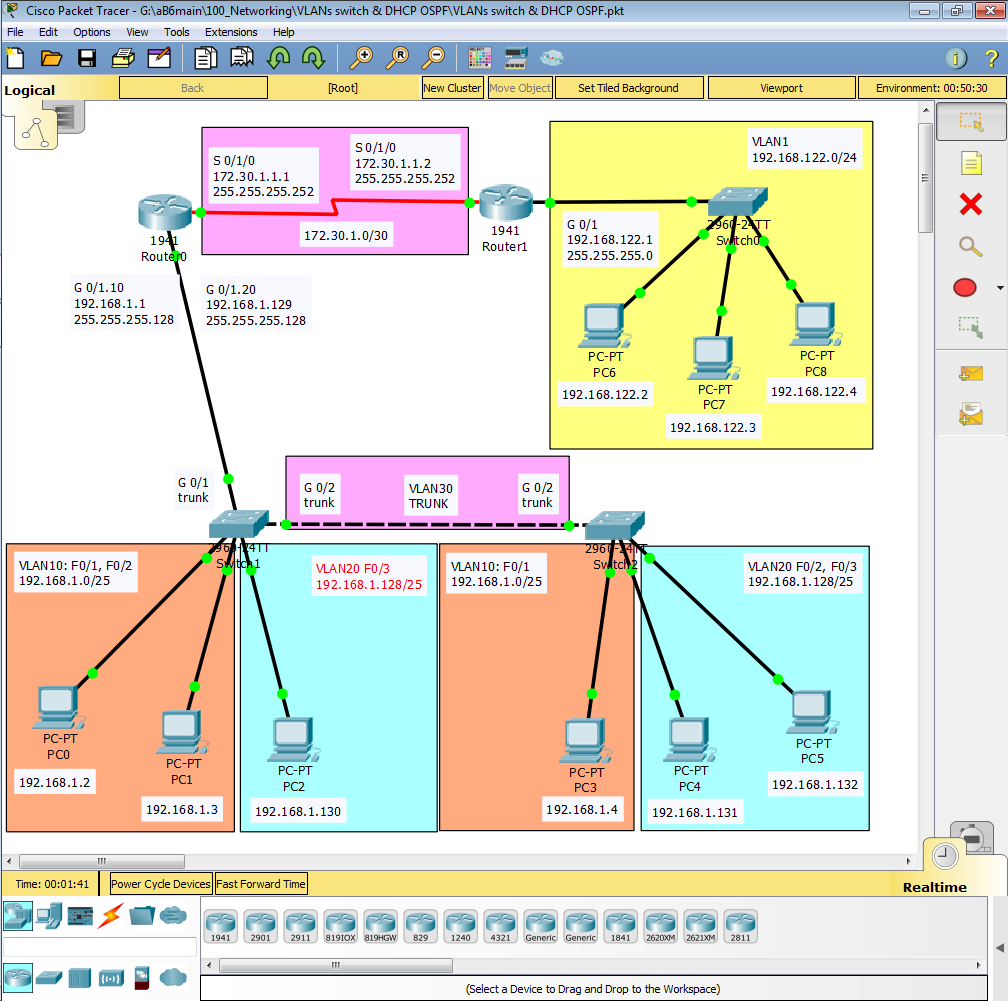 Cisco Packet Tracer - G:\aB6main\100_Networking\VLANs switch & DHCP OSPF\VLANs switch & DHCP OSPF.pkt
File Edit Options View Tools Extensions Help
Logical
Back
[Root]
New Cluster
Move Object
Set Tiled Background
Viewport
Environment: 00:50:30
S 0/1/0
172.30.1.1.1
255.255.255.252
S 0/1/0
172.30.1.1.2
255.255.255.252
172.30.1.0/30
1941
Router0
1941
Router1
VLAN1
192.168.122.0/24
G 0/1
192.168.122.1
255.255.255.0
2960-24TT
Switch0
PC-PT
PC6
192.168.122.2
PC-PT
PC7
192.168.122.3
PC-PT
PC8
192.168.122.4
G 0/1.10
192.168.1.1
255.255.255.128
G 0/1.20
192.168.1.129
255.255.255.128
G 0/1
trunk
G 0/2
trunk
VLAN30
TRUNK
G 0/2
trunk
2960-24TT
Switch1
2960-24TT
Switch2
VLAN10: F0/1, F0/2
192.168.1.0/25
VLAN20 F0/3
192.168.1.128/25
VLAN10: F0/1
192.168.1.0/25
VLAN20 F0/2, F0/3
192.168.1.128/25
PC-PT
PC0
192.168.1.2
PC-PT
PC1
192.168.1.3
PC-PT
PC2
192.168.1.130
PC-PT
PC3
192.168.1.4
PC-PT
PC4
192.168.1.131
PC-PT
PC5
192.168.1.132
Time: 00:01:41
Power Cycle Devices
Fast Forward Time
Realtime
1941
2901
2911
819IOX
819HGW
829
1240
4321
Generic
Generic
1841
2620XM
2621XM
2811
(Select a Device to Drag and Drop to the Workspace)